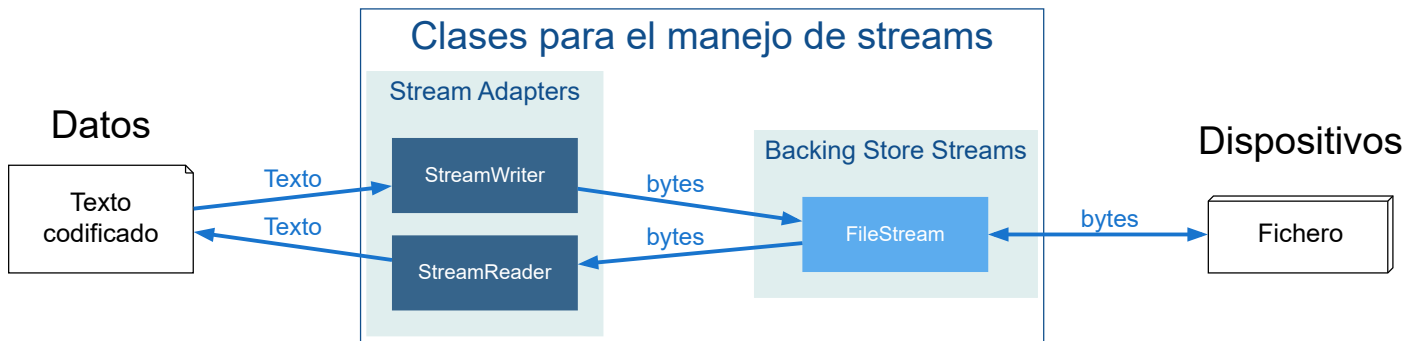 Clases para el manejo de streams
Stream Adapters
Datos
Backing Store Streams
Dispositivos
Texto
codificado
Texto
Texto
StreamWriter
StreamReader
bytes
bytes
FileStream
bytes
Fichero